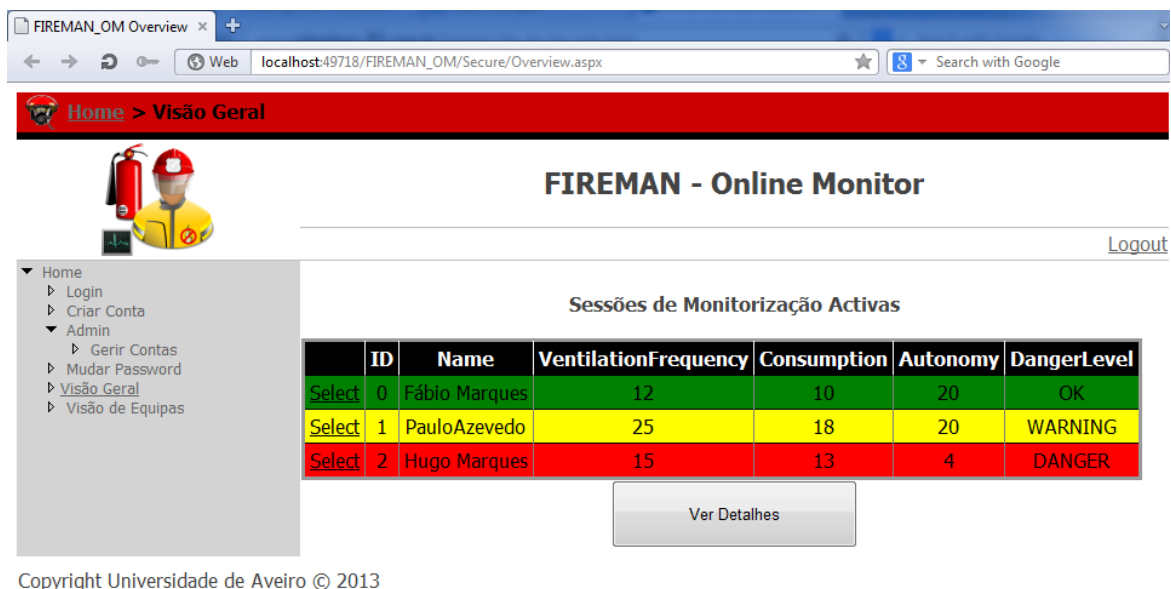 FIREMAN_OM Overview × +
Web localhost:49718/FIREMAN_OM/Secure/Overview.aspx 8 Search with Google
Home > Visão Geral
FIREMAN - Online Monitor
Logout
Home
Login
Criar Conta
Admin
Gerir Contas
Mudar Password
Visão Geral
Visão de Equipas
Sessões de Monitorização Activas
ID Name VentilationFrequency Consumption Autonomy DangerLevel
Select 0 Fábio Marques 12 10 20 OK
Select 1 PauloAzevedo 25 18 20 WARNING
Select 2 Hugo Marques 15 13 4 DANGER
Ver Detalhes
Copyright Universidade de Aveiro © 2013